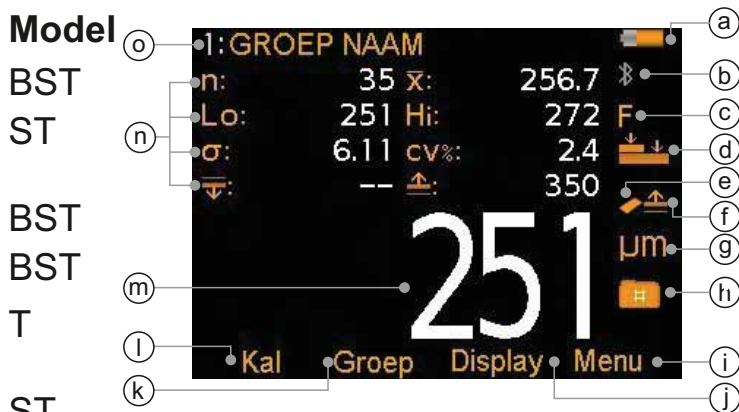 Model
BST
ST
BST
BST
T
ST
o 1: GROEP NAAM a
n: 35 x̅: 256.7 b
Lo: 251 Hi: 272 F c
n σ: 6.11 cv%: 2.4 d
-- : 350 e f
µm g
m 251 # h
l Kal Groep Display Menu i
k j